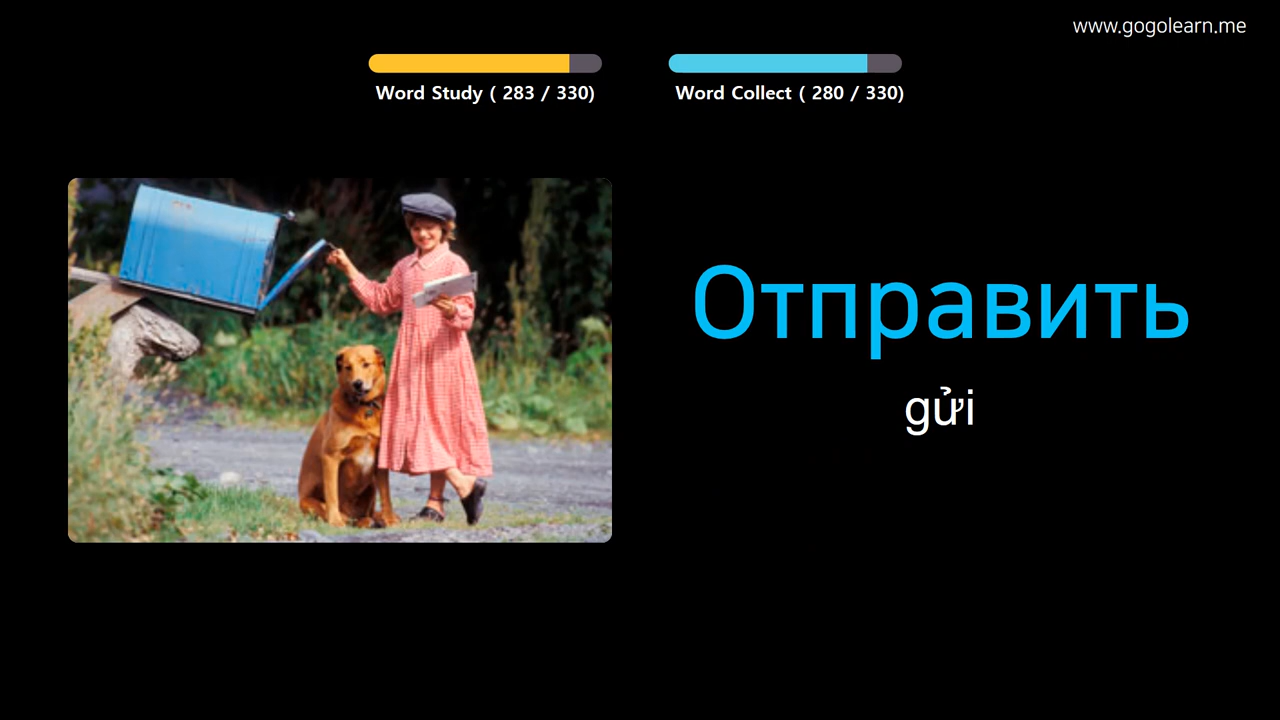 www.gogolearn.me
Word Study ( 283 / 330)
Word Collect ( 280 / 330)
Отправить
gửi